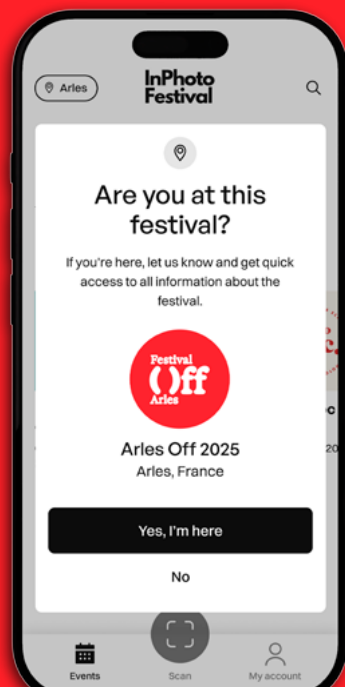 Arles
InPhoto
Festival
Are you at this
festival?
If you're here, let us know and get quick
access to all information about the
festival.
Festival
Off
Arles
Arles Off 2025
Arles, France
Yes, I'm here
No
Events
Scan
My account